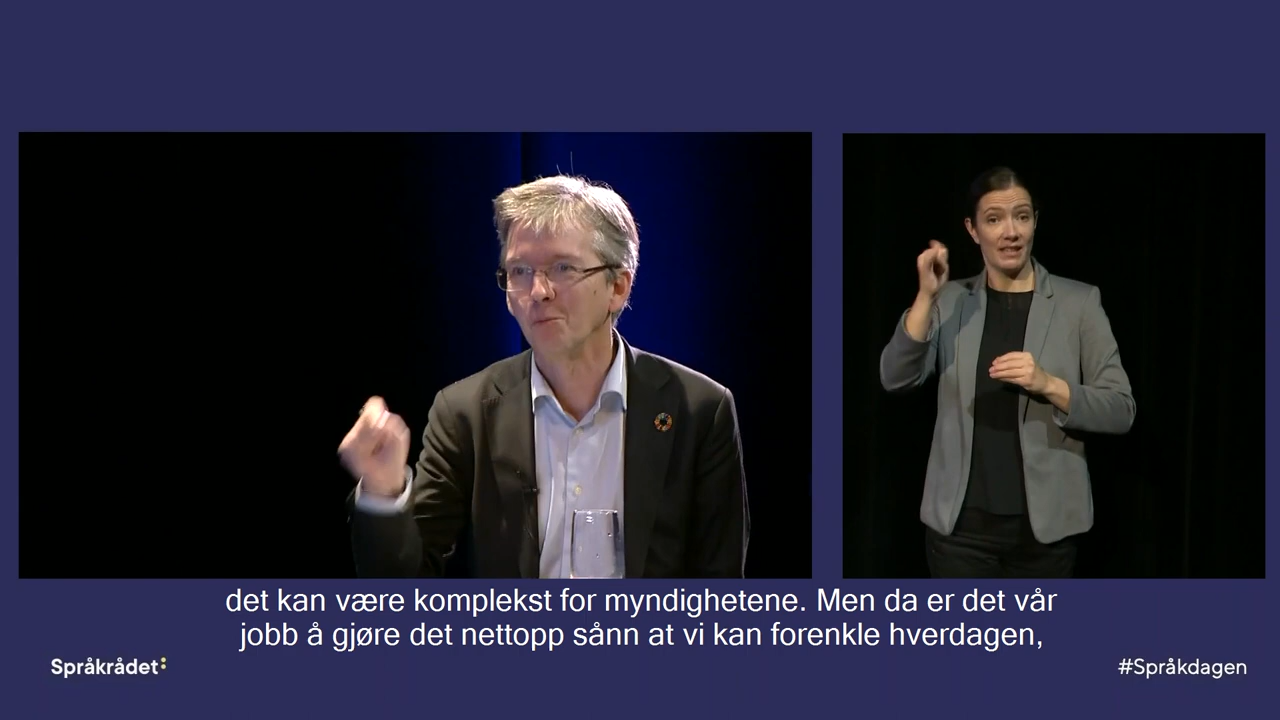 det kan være komplekst for myndighetene. Men da er det vår
jobb å gjøre det nettopp sånn at vi kan forenkle hverdagen,
Språkrådet:
#Språkdagen